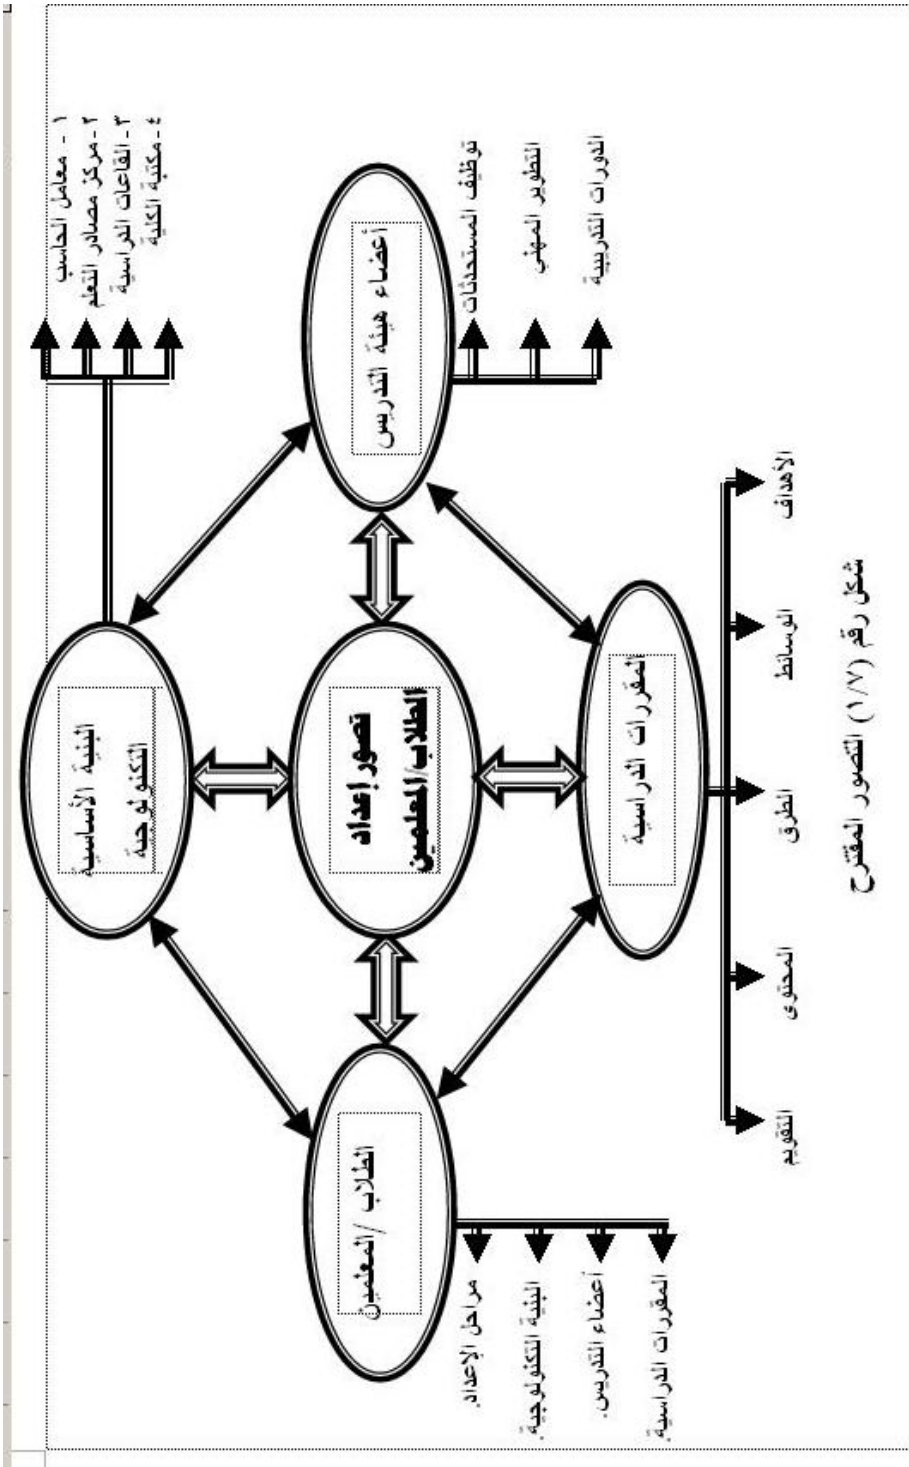 ١ - معامل الحاسب
٢ - مركز مصادر التعلم
٣ - القاعات الدراسية
٤ - مكتبة الكلية
البنية الأساسية
التكنولوجية
أعضاء هيئة التدريس
توظيف المستحدثات
التطوير المهني
الدورات التدريبية
تصور إعداد
الطلاب/المعلمين
الطلاب /المعلمين
مراحل الإعداد.
البنية التكنولوجية.
أعضاء التدريس.
المقررات الدراسية.
المقررات الدراسية
الأهداف
الوسائط
الطرق
المحتوى
التقويم
شكل رقم (١/٧) التصور المقترح